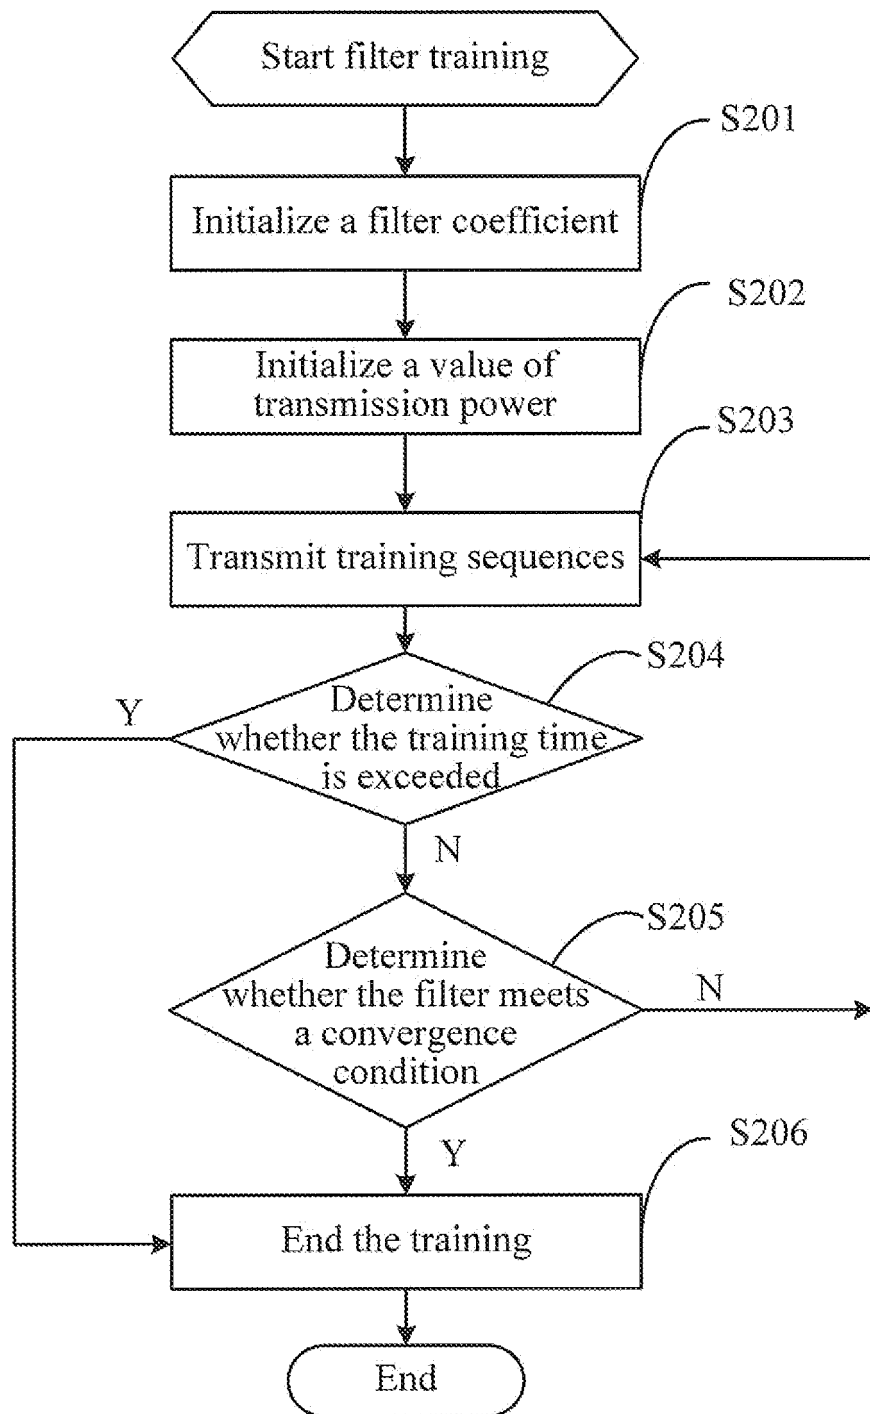 Start filter training
S201
Initialize a filter coefficient
S202
Initialize a value of
transmission power
S203
Transmit training sequences
S204
Y
Determine
whether the training time
is exceeded
N
S205
Determine
whether the filter meets
a convergence
condition
N
Y
S206
End the training
End